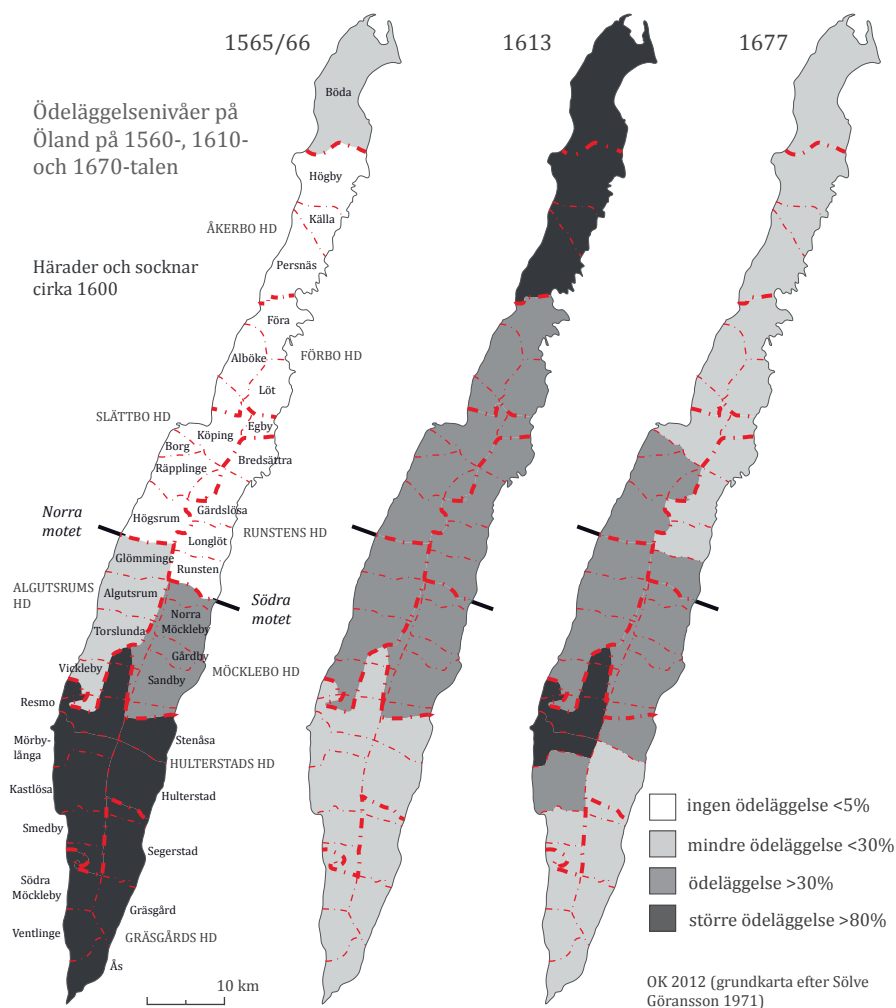 1565/66
1613
1677
Ödeläggelsenivåer på
Öland på 1560-, 1610-
och 1670-talen
Böda
Högby
Källa
ÅKERBO HD
Persnäs
Härader och socknar
cirka 1600
Föra
Alböke
FÖRBO HD
Löt
SLÄTTBO HD
Egby
Köping
Borg
Bredsättra
Räpplinge
Norra
motet
Högsrum
Gärdslösa
RUNSTENS HD
Longlöt
Glömminge
Runsten
ALGUTSRUMS
HD
Algutsrum
Södra
motet
Norra
Möckleby
Torslunda
Gårdby
Vickleby
MÖCKLEBO HD
Sandby
Resmo
Stenåsa
Mörby-
långa
HULTERSTADS HD
Kastlösa
Hulterstad
Smedby
Segerstad
Södra
Möckleby
Gräsgård
Ventlinge
GRÄSGÅRDS HD
Ås
10 km
ingen ödeläggelse <5%
mindre ödeläggelse <30%
ödeläggelse >30%
större ödeläggelse >80%
OK 2012 (grundkarta efter Sölve
Göransson 1971)